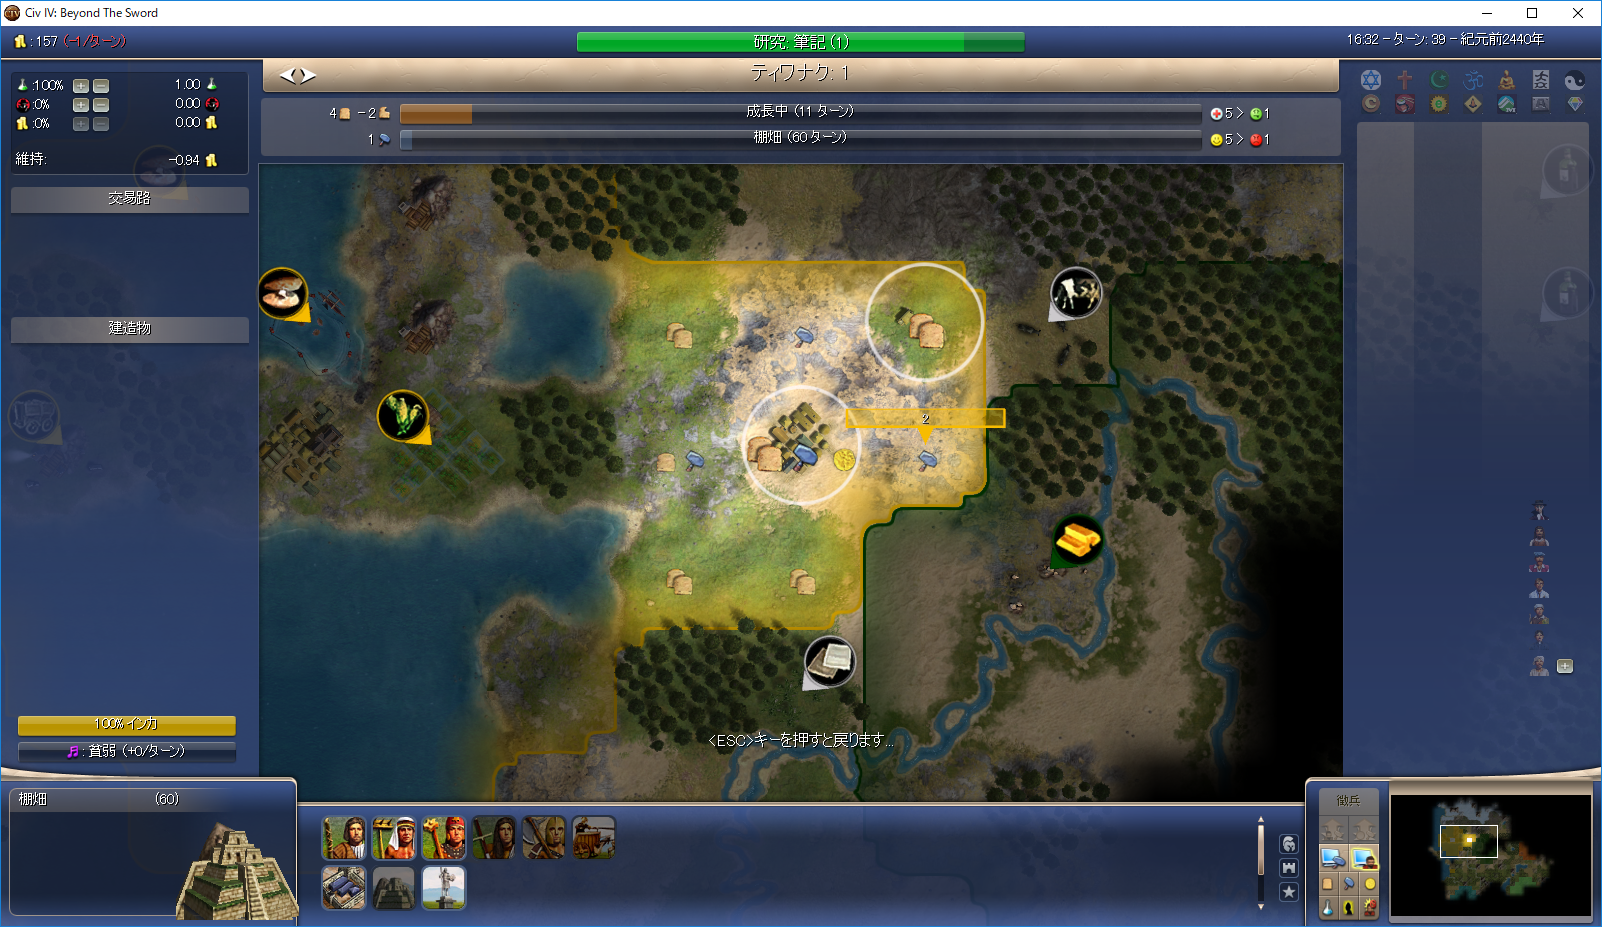 Civ IV: Beyond The Sword
: 157 (-1/ターン)
研究: 筆記 (1)
16:32 - ターン: 39 - 紀元前2440年
:100%
1.00
:0%
0.00
:0%
0.00
維持:
-0.94
ティワナク: 1
4 - 2
成長中 (11 ターン)
5 > 1
1
棚畑 (60 ターン)
5 > 1
交易路
建造物
2
<ESC>キーを押すと戻ります...
100% インカ
: 貧弱 (+0/ターン)
棚畑 (60)
徴兵